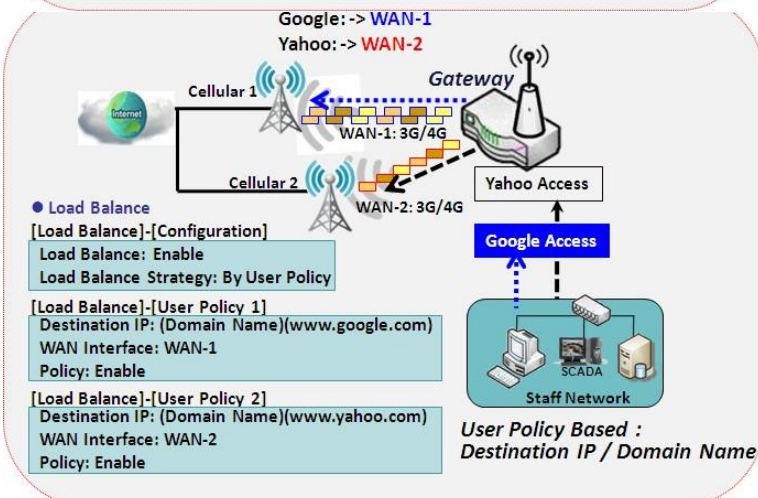 Google: -> WAN-1
Yahoo: -> WAN-2
Gateway
Cellular 1
Internet
WAN-1: 3G/4G
Cellular 2
WAN-2: 3G/4G
Yahoo Access
Google Access
● Load Balance
[Load Balance]-[Configuration]
Load Balance: Enable
Load Balance Strategy: By User Policy
[Load Balance]-[User Policy 1]
Destination IP: (Domain Name)(www.google.com)
WAN Interface: WAN-1
Policy: Enable
[Load Balance]-[User Policy 2]
Destination IP: (Domain Name)(www.yahoo.com)
WAN Interface: WAN-2
Policy: Enable
SCADA
Staff Network
User Policy Based :
Destination IP / Domain Name